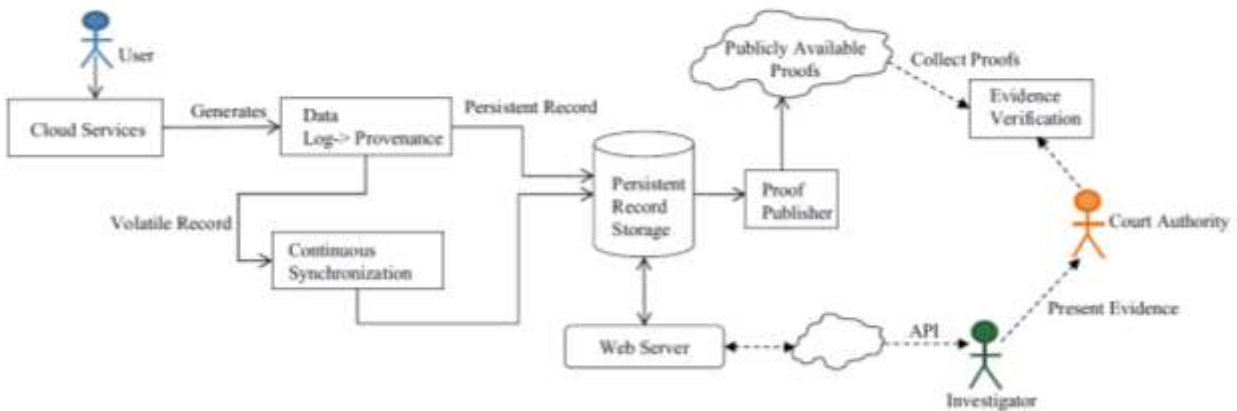 User
Cloud Services
Generates
Data
Log-> Provenance
Persistent Record
Volatile Record
Continuous
Synchronization
Persistent
Record
Storage
Proof
Publisher
Publicly Available
Proofs
Collect Proofs
Evidence
Verification
Court Authority
Present Evidence
Web Server
API
Investigator